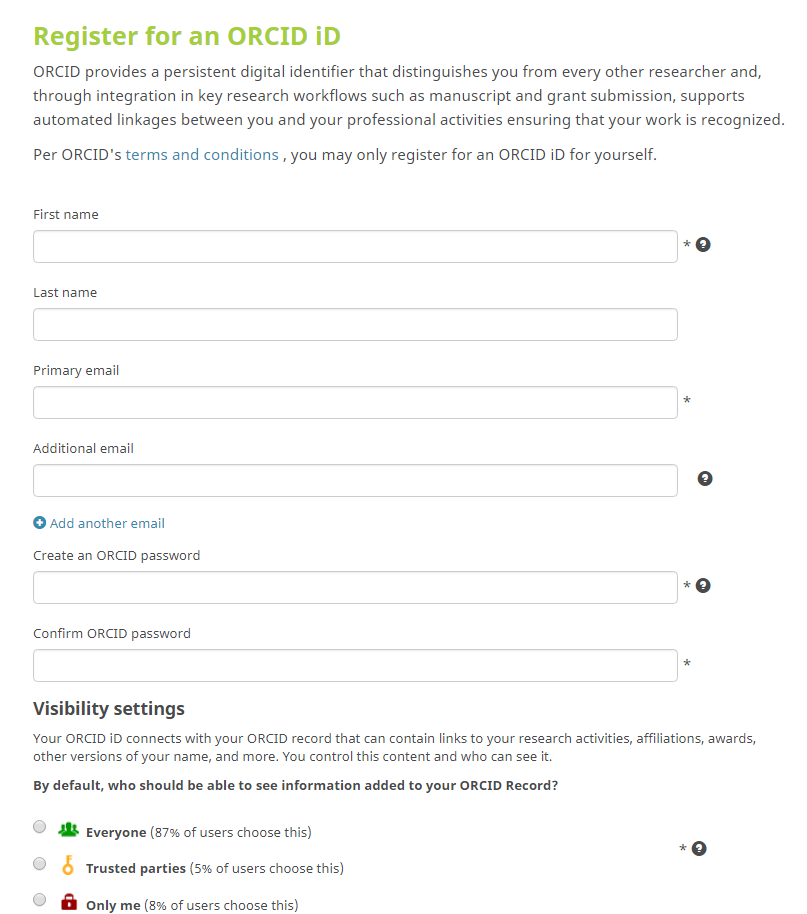 Register for an ORCID iD
ORCID provides a persistent digital identifier that distinguishes you from every other researcher and,
through integration in key research workflows such as manuscript and grant submission, supports
automated linkages between you and your professional activities ensuring that your work is recognized.
Per ORCID's terms and conditions , you may only register for an ORCID iD for yourself.
First name
* ?
Last name
Primary email
*
Additional email
?
+ Add another email
Create an ORCID password
* ?
Confirm ORCID password
*
Visibility settings
Your ORCID iD connects with your ORCID record that can contain links to your research activities, affiliations, awards,
other versions of your name, and more. You control this content and who can see it.
By default, who should be able to see information added to your ORCID Record?
Everyone (87% of users choose this)
* ?
Trusted parties (5% of users choose this)
Only me (8% of users choose this)